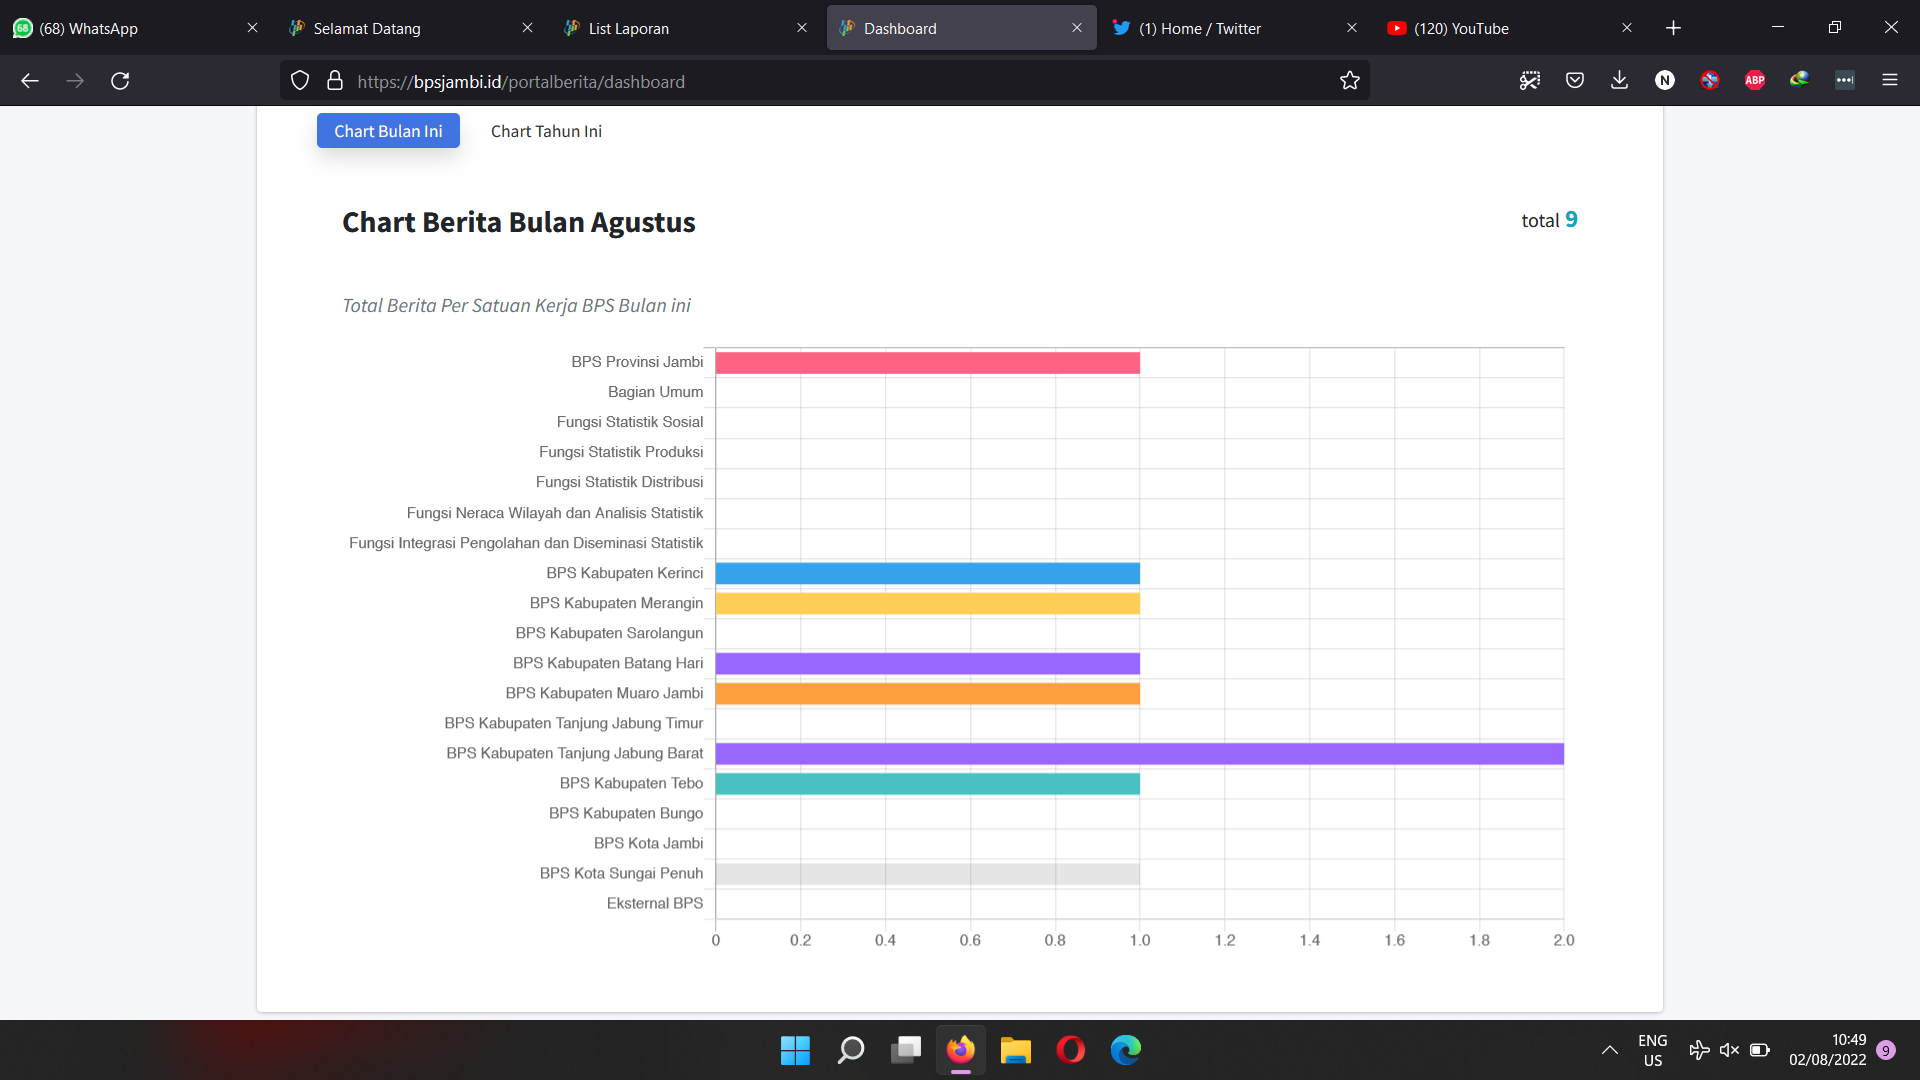 (68) WhatsApp
Selamat Datang
List Laporan
Dashboard
(1) Home / Twitter
(120) YouTube
https://bpsjambi.id/portalberita/dashboard
N
ABP
Chart Bulan Ini
Chart Tahun Ini
Chart Berita Bulan Agustus
total 9
Total Berita Per Satuan Kerja BPS Bulan ini
BPS Provinsi Jambi
Bagian Umum
Fungsi Statistik Sosial
Fungsi Statistik Produksi
Fungsi Statistik Distribusi
Fungsi Neraca Wilayah dan Analisis Statistik
Fungsi Integrasi Pengolahan dan Diseminasi Statistik
BPS Kabupaten Kerinci
BPS Kabupaten Merangin
BPS Kabupaten Sarolangun
BPS Kabupaten Batang Hari
BPS Kabupaten Muaro Jambi
BPS Kabupaten Tanjung Jabung Timur
BPS Kabupaten Tanjung Jabung Barat
BPS Kabupaten Tebo
BPS Kabupaten Bungo
BPS Kota Jambi
BPS Kota Sungai Penuh
Eksternal BPS
0 0.2 0.4 0.6 0.8 1.0 1.2 1.4 1.6 1.8 2.0
ENG
US
10:49
02/08/2022
9